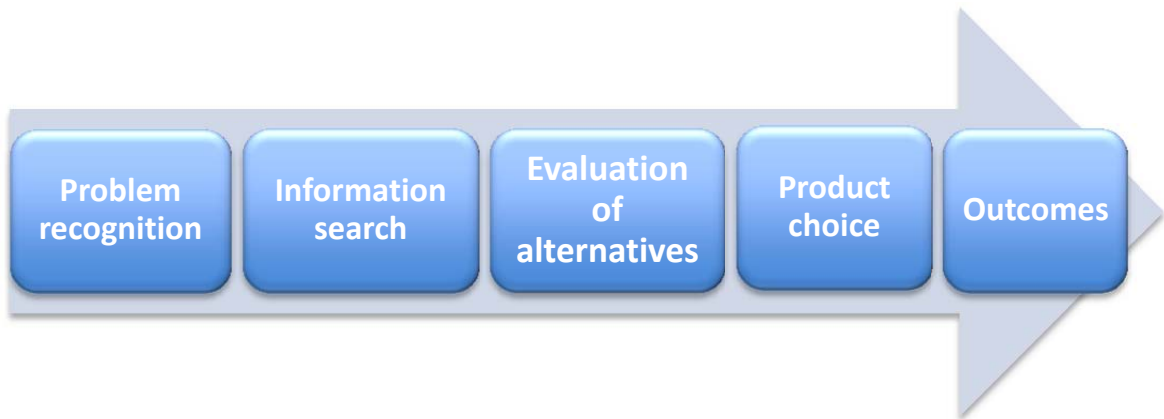 Problem
recognition
Information
search
Evaluation
of
alternatives
Product
choice
Outcomes